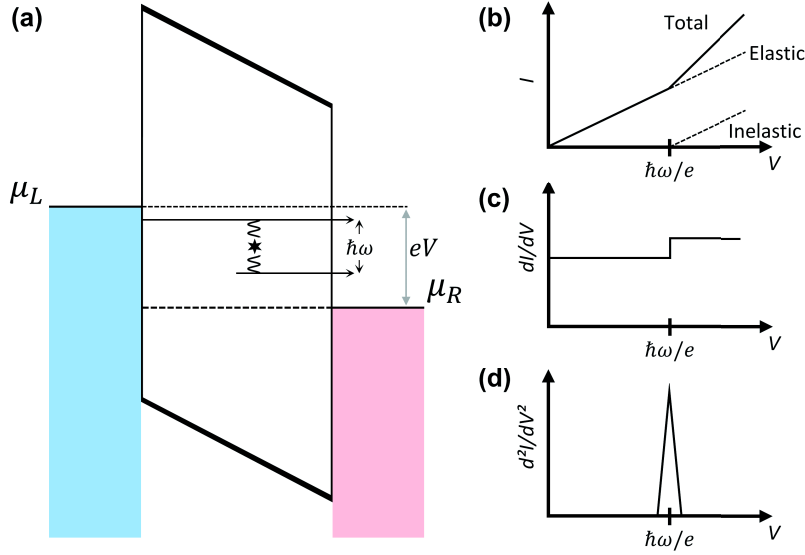 (a)
μL
ħω
eV
μR
(b)
I
Total
Elastic
Inelastic
ħω/e
V
(c)
dI/dV
ħω/e
V
(d)
d²I/dV²
ħω/e
V